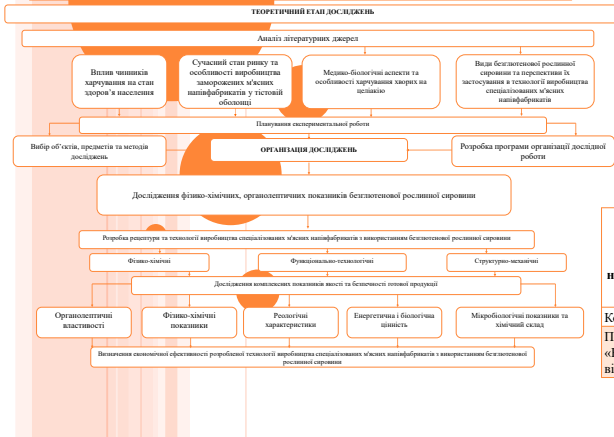 ТЕОРЕТИЧНИЙ ЕТАП ДОСЛІДЖЕНЬ
Аналіз літературних джерел
Вплив чинників
харчування на стан
здоров'я населення
Сучасний стан ринку та
особливості виробництва
заморожених м'ясних
напівфабрикатів у тістовій
оболонці
Медико-біологічні аспекти та
особливості харчування хворих на
целіакію
Види безглютенової рослинної
сировини та перспективи їх
застосування в технології виробництва
спеціалізованих м'ясних
напівфабрикатів
Планування експериментальної роботи
Вибір об'єктів, предметів та методів
досліджень
ОРГАНІЗАЦІЯ ДОСЛІДЖЕНЬ
Розробка програми організації дослідної
роботи
Дослідження фізико-хімічних, органолептичних показників безглютенової рослинної сировини
Розробка рецептури та технології виробництва спеціалізованих м'ясних напівфабрикатів з використанням безглютенової рослинної сировини
Фізико-хімічні
Функціонально-технологічні
Структурно-механічні
Дослідження комплексних показників якості та безпечності готової продукції
Органолептичні
властивості
Фізико-хімічні
показники
Реологічні
характеристики
Енергетична і біологічна
цінність
Мікробіологічні показники та
хімічний склад
Визначення економічної ефективності розробленої технології виробництва спеціалізованих м'ясних напівфабрикатів з використанням безглютенової
рослинної сировини